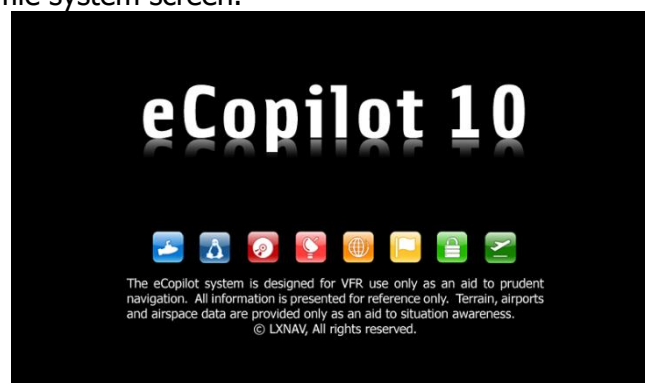 system screen.
eCopilot 10
The eCopilot system is designed for VFR use only as an aid to prudent
navigation. All information is presented for reference only. Terrain, airports
and airspace data are provided only as an aid to situation awareness.
© LXNAV, All rights reserved.